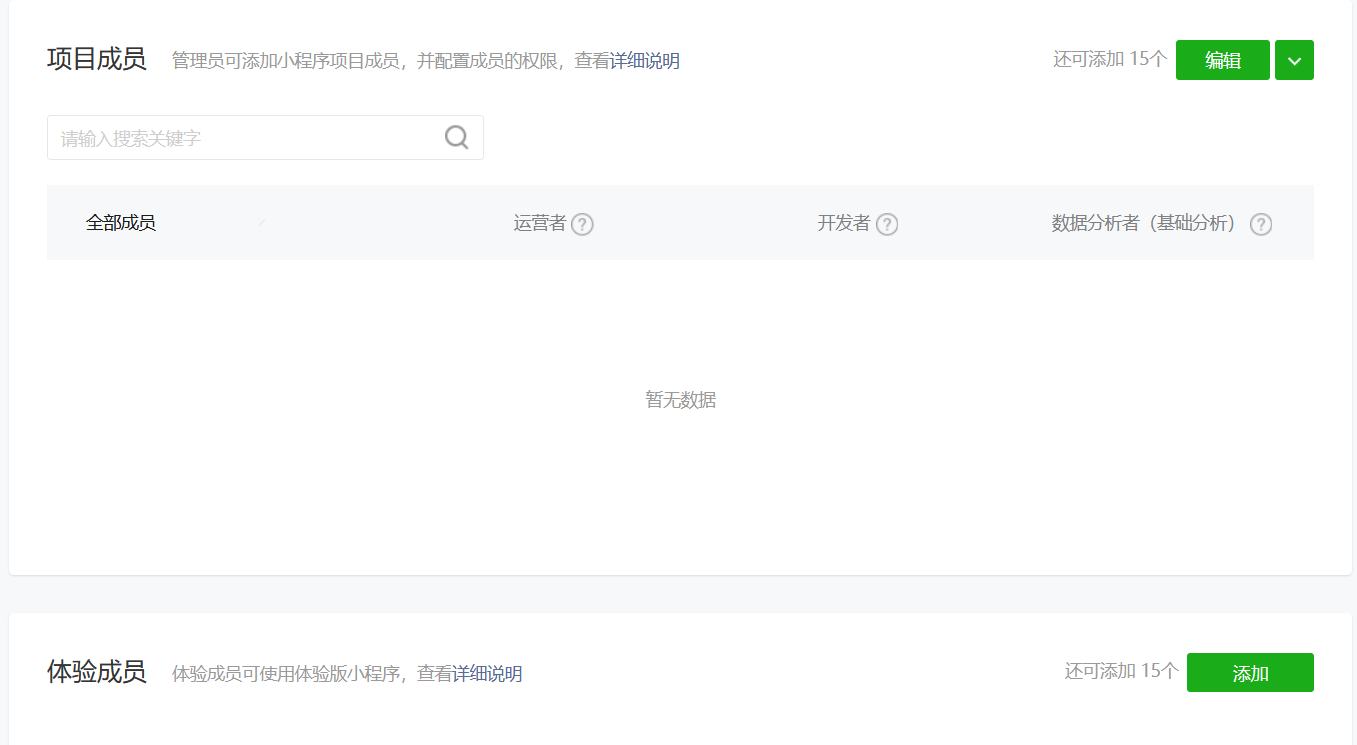 项目成员 管理员可添加小程序项目成员，并配置成员的权限，查看详细说明 还可添加 15个 编辑
请输入搜索关键字
全部成员 运营者 ? 开发者 ? 数据分析者（基础分析） ?
暂无数据
体验成员 体验成员可使用体验版小程序，查看详细说明 还可添加 15个 添加